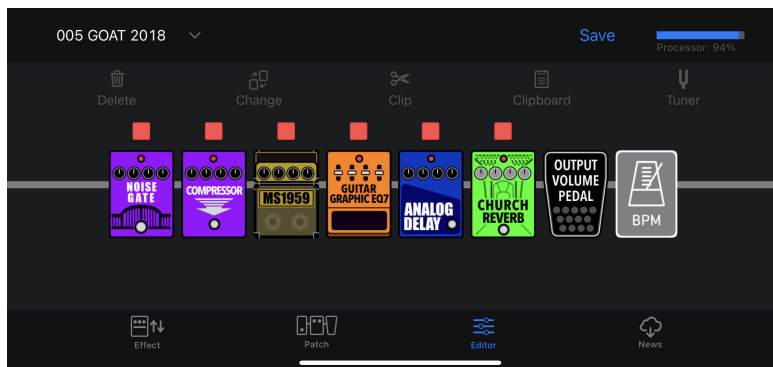 005 GOAT 2018
Save
Processor: 94%
Delete
Change
Clip
Clipboard
Tuner
NOISE
GATE
COMPRESSOR
MS1959
GUITAR
GRAPHIC EQ7
ANALOG
DELAY
CHURCH
REVERB
OUTPUT
VOLUME
PEDAL
BPM
Effect
Patch
Editor
News